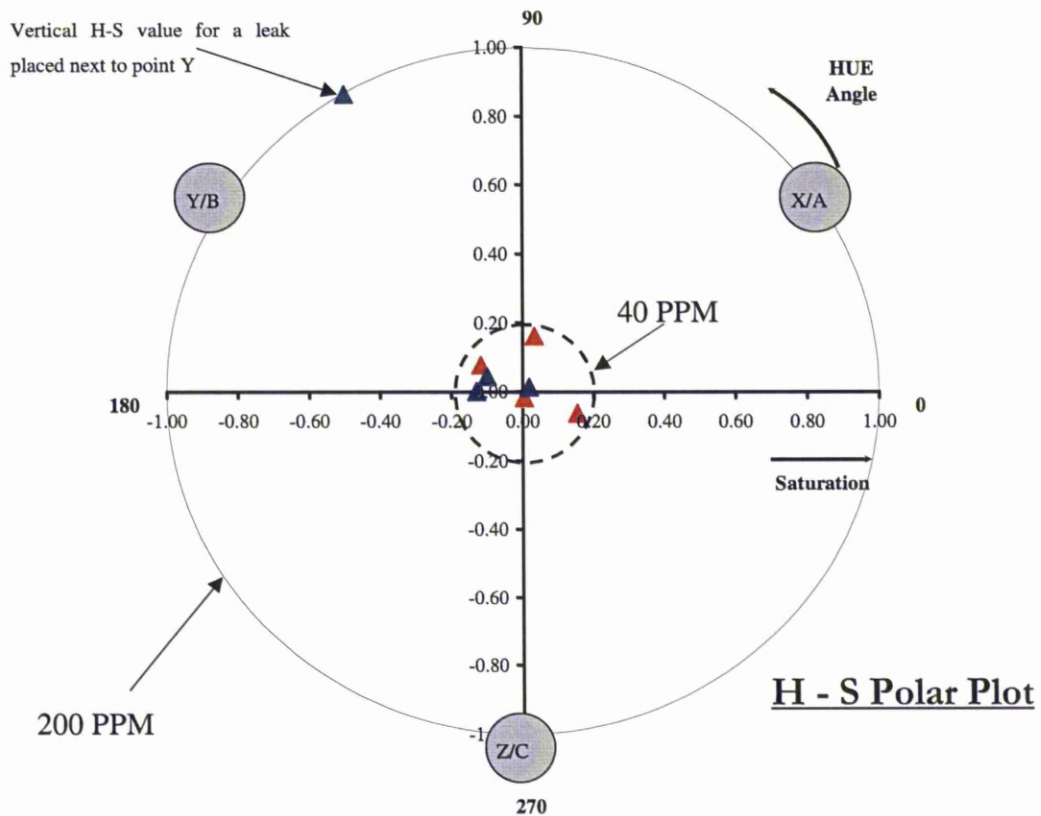 90
Vertical H-S value for a leak
placed next to point Y
1.00
HUE
Angle
0.80
0.60
Y/B
X/A
0.40
40 PPM
0.20
.00
180
0
-1.00 -0.80 -0.60 -0.40 -0.20 0.00 0.20 0.40 0.60 0.80 1.00
-0.20
Saturation
-0.40
-0.60
-0.80
H - S Polar Plot
200 PPM
-1
Z/C
270